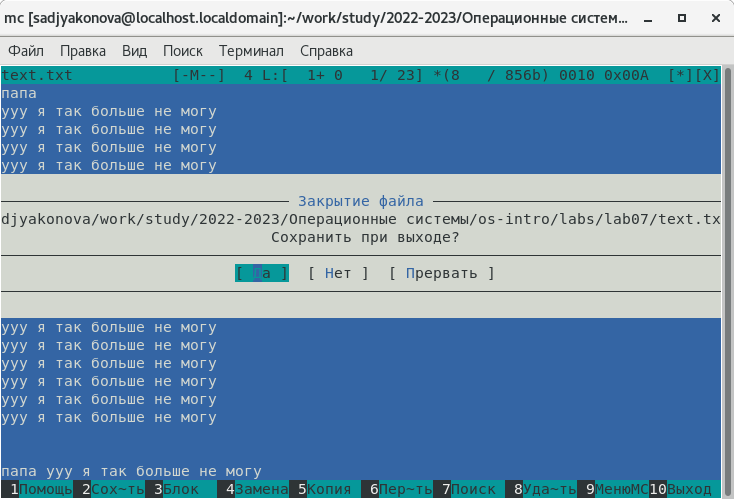 mc [sadjyakonova@localhost.localdomain]:~/work/study/2022-2023/Операционные систем...
Файл Правка Вид Поиск Терминал Справка
text.txt [-M--] 4 L:[ 1+ 0 1/ 23] *(8 / 856b) 0010 0x00A [*][X]
папа
ууу я так больше не могу
ууу я так больше не могу
ууу я так больше не могу
ууу я так больше не могу
Закрытие файла
djyakonova/work/study/2022-2023/Операционные системы/os-intro/labs/lab07/text.tx
Сохранить при выходе?
[ Да ] [ Нет ] [ Прервать ]
ууу я так больше не могу
ууу я так больше не могу
ууу я так больше не могу
ууу я так больше не могу
ууу я так больше не могу
ууу я так больше не могу
папа ууу я так больше не могу
1Помощь 2Сох~ть 3Блок 4Замена 5Копия 6Пер~ть 7Поиск 8Уда~ть 9МенюМС10Выход